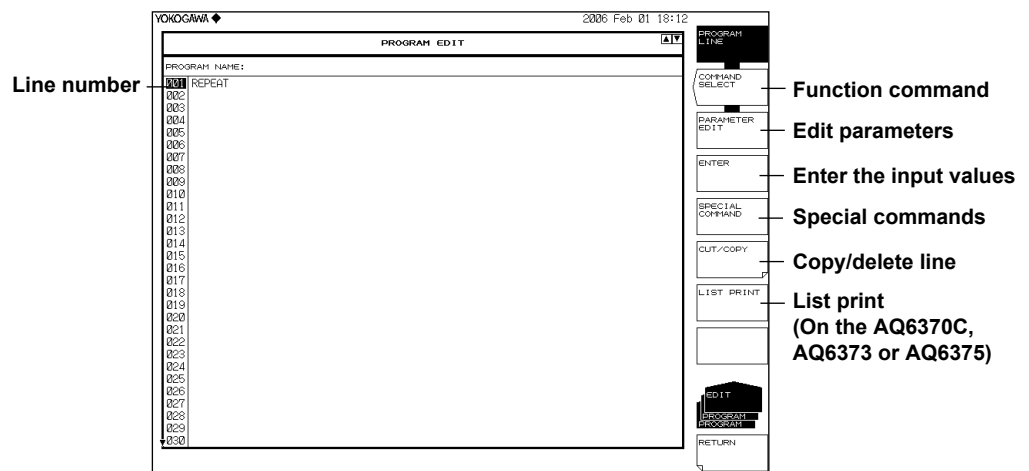 YOKOGAWA ◆ 2006 Feb 01 18:12
PROGRAM EDIT ▲▼
PROGRAM NAME:
Line number
001 REPEAT
002
003
004
005
006
007
008
009
010
011
012
013
014
015
016
017
018
019
020
021
022
023
024
025
026
027
028
029
030
PROGRAM
LINE
COMMAND
SELECT
Function command
PARAMETER
EDIT
Edit parameters
ENTER
Enter the input values
SPECIAL
COMMAND
Special commands
CUT/COPY
Copy/delete line
LIST PRINT
List print
(On the AQ6370C,
AQ6373 or AQ6375)
EDIT
PROGRAM
PROGRAM
RETURN